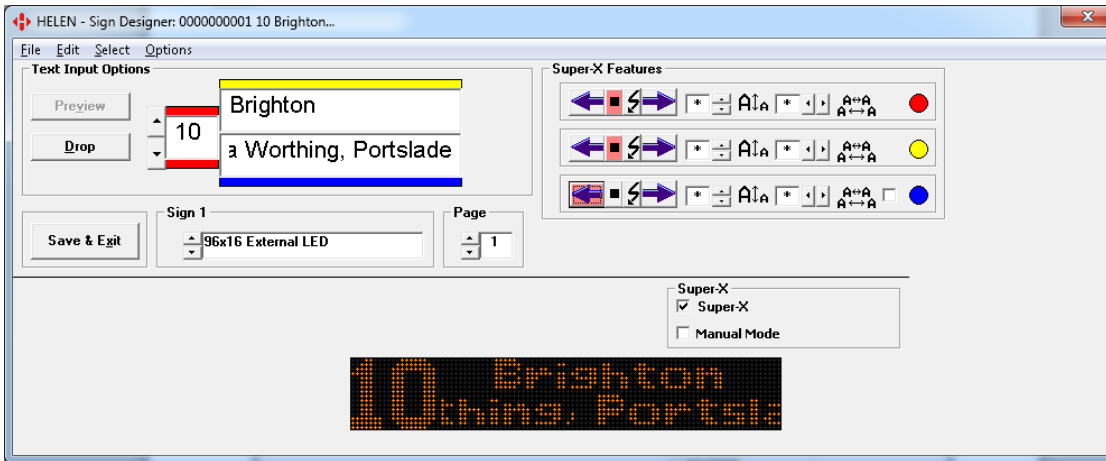 HELEN - Sign Designer: 0000000001 10 Brighton...
File Edit Select Options
Text Input Options
Preview
Drop
10
Brighton
a Worthing, Portslade
Super-X Features
* A↕A * A↔A A↔A
* A↕A * A↔A A↔A
* A↕A * A↔A A↔A
Save & Exit
Sign 1
96x16 External LED
Page
1
Super-X
Super-X
Manual Mode
10 Brighton
thing, Portsla